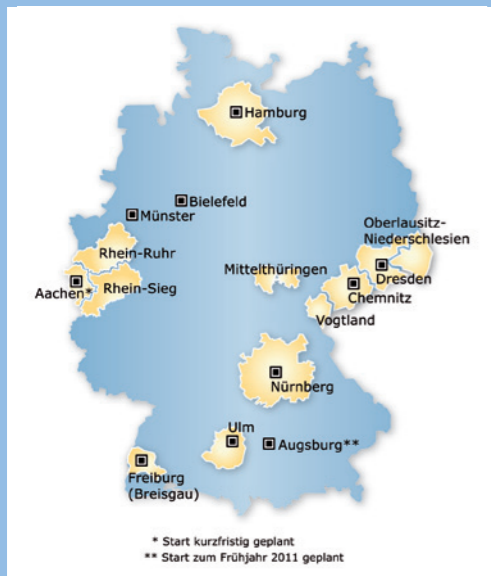 Hamburg
Bielefeld
Münster
Oberlausitz-
Niederschlesien
Rhein-Ruhr
Mittelthüringen
Dresden
Aachen*
Rhein-Sieg
Chemnitz
Vogtland
Nürnberg
Ulm
Augsburg**
Freiburg
(Breisgau)
* Start kurzfristig geplant
** Start zum Frühjahr 2011 geplant